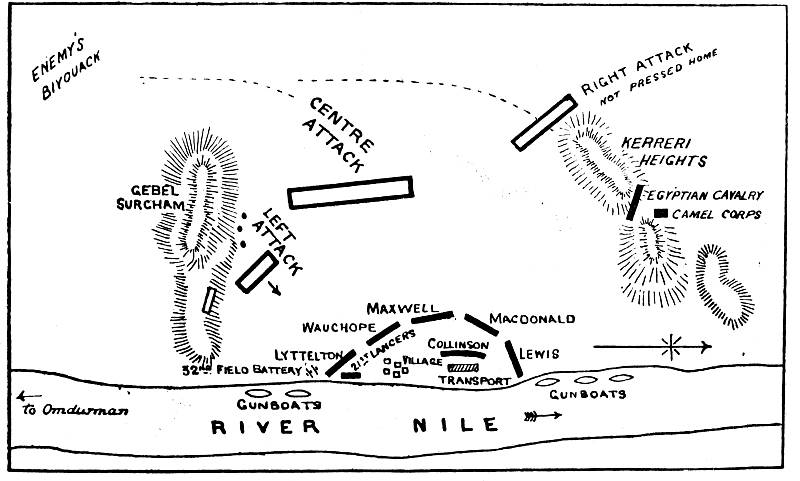 ENEMY'S
BIVOUACK
RIGHT ATTACK
NOT PRESSED HOME
CENTRE
ATTACK
KERRERI
HEIGHTS
GEBEL
SURCHAM
EGYPTIAN CAVALRY
CAMEL CORPS
LEFT
ATTACK
MAXWELL
MACDONALD
WAUCHOPE
COLLINSON
LYTTELTON
21ST LANCERS
VILLAGE
LEWIS
32ND FIELD BATTERY
TRANSPORT
GUNBOATS
GUNBOATS
to Omdurman
RIVER NILE